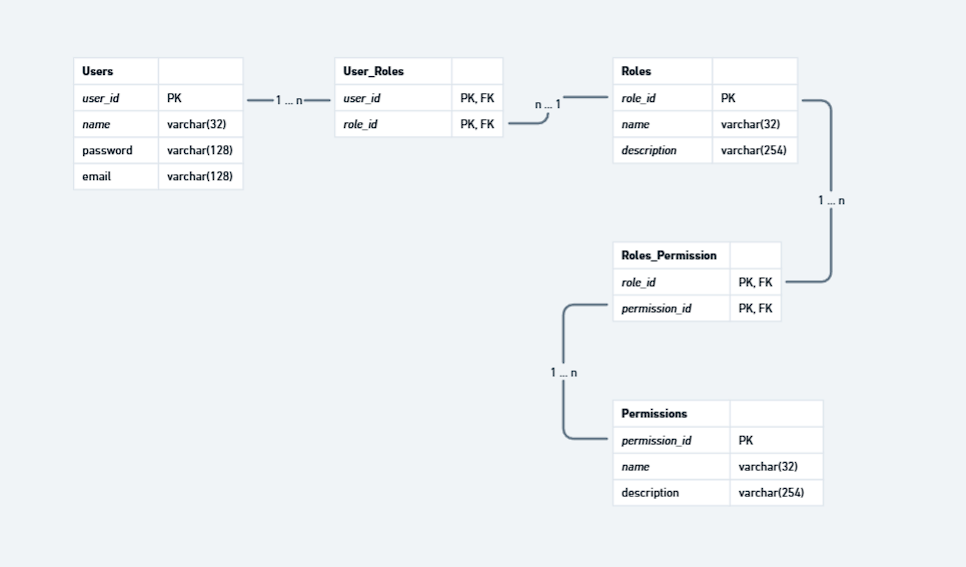 Users
user_id PK
name varchar(32)
password varchar(128)
email varchar(128)
1 ... n
User_Roles
user_id PK, FK
role_id PK, FK
n ... 1
Roles
role_id PK
name varchar(32)
description varchar(254)
1 ... n
Roles_Permission
role_id PK, FK
permission_id PK, FK
1 ... n
Permissions
permission_id PK
name varchar(32)
description varchar(254)